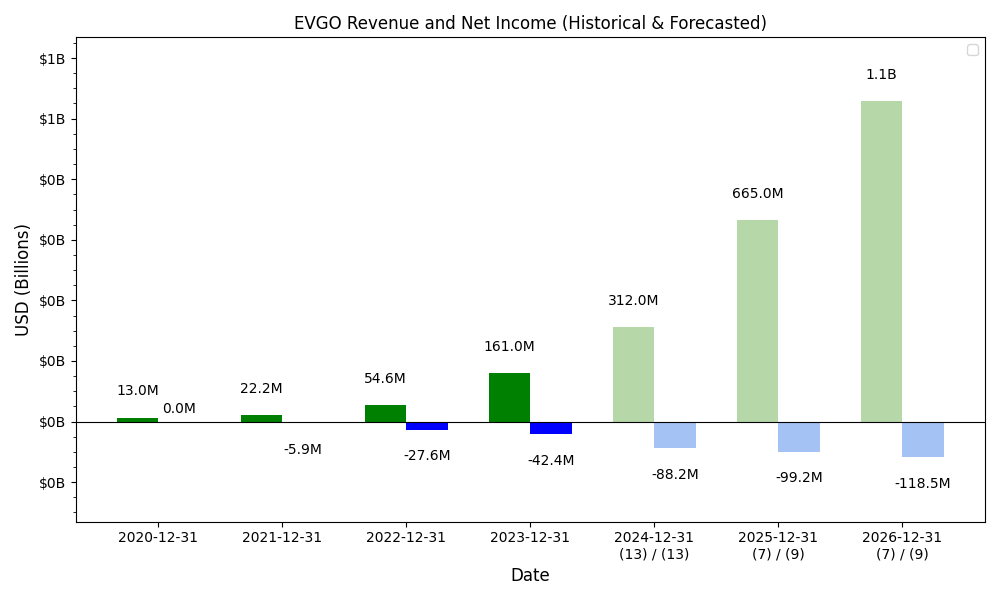 EVGO Revenue and Net Income (Historical & Forecasted)
USD (Billions)
$1B
$1B
$0B
$0B
$0B
$0B
$0B
$0B
13.0M
0.0M
22.2M
-5.9M
54.6M
-27.6M
161.0M
-42.4M
312.0M
-88.2M
665.0M
-99.2M
1.1B
-118.5M
2020-12-31
2021-12-31
2022-12-31
2023-12-31
2024-12-31
(13) / (13)
2025-12-31
(7) / (9)
2026-12-31
(7) / (9)
Date